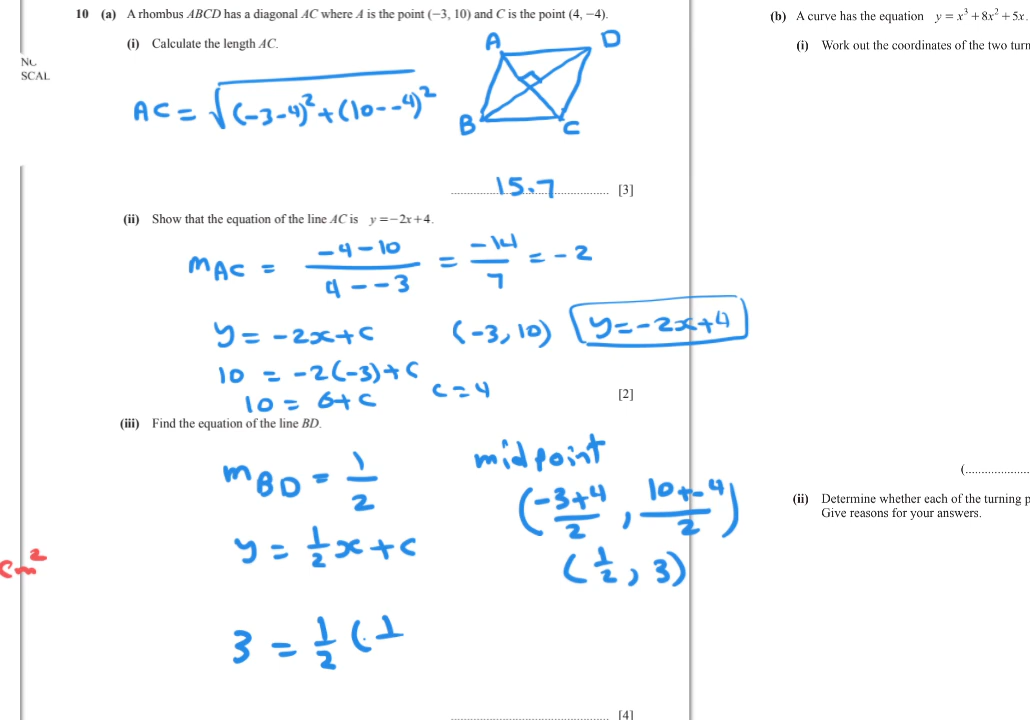 10 (a) A rhombus ABCD has a diagonal AC where A is the point (−3, 10) and C is the point (4, −4).
(i) Calculate the length AC.
A D
B C
AC = √(-3-4)² + (10--4)²
15.7 [3]
(ii) Show that the equation of the line AC is y = −2x + 4.
mAC = -4-10 / 4--3 = -14 / 7 = -2
y = -2x+c (-3, 10) y=-2x+4
10 = -2(-3)+c
10 = 6+c c=4
[2]
(iii) Find the equation of the line BD.
mBD = 1/2 midpoint
(-3+4 / 2 , 10+-4 / 2)
y = 1/2 x + c (1/2, 3)
3 = 1/2 (1
[4]
SCAL
cm²
(b) A curve has the equation y = x³ + 8x² + 5x.
(i) Work out the coordinates of the two turn
(....................
(ii) Determine whether each of the turning p
Give reasons for your answers.